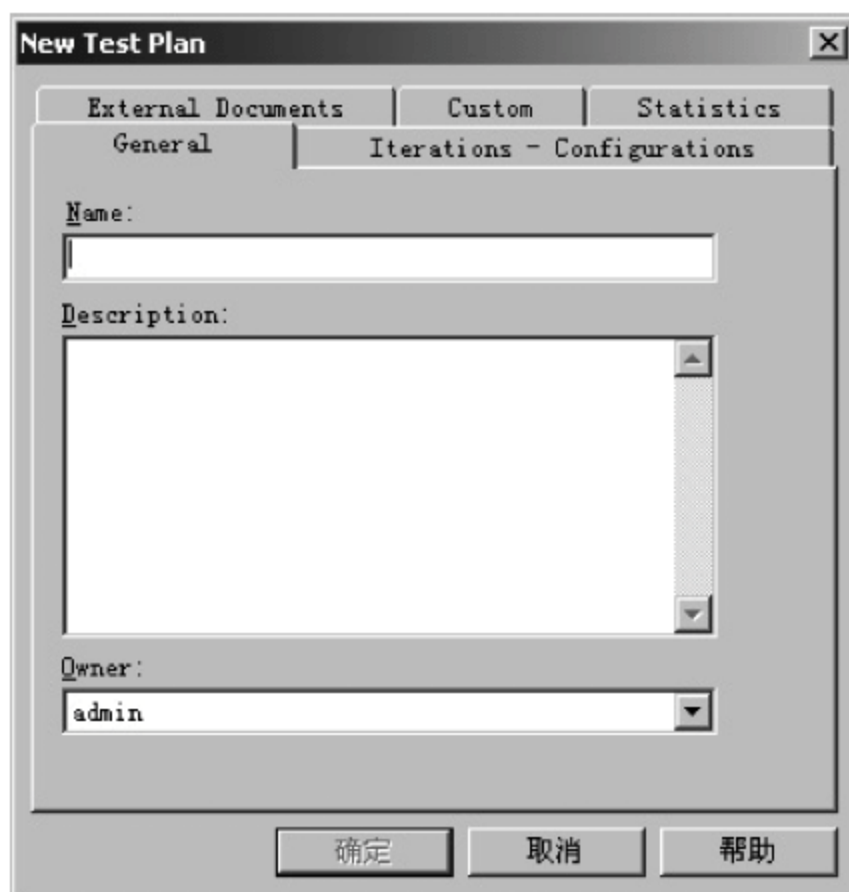 New Test Plan
External Documents Custom Statistics
General Iterations - Configurations
Name:
Description:
Owner:
admin
确定 取消 帮助